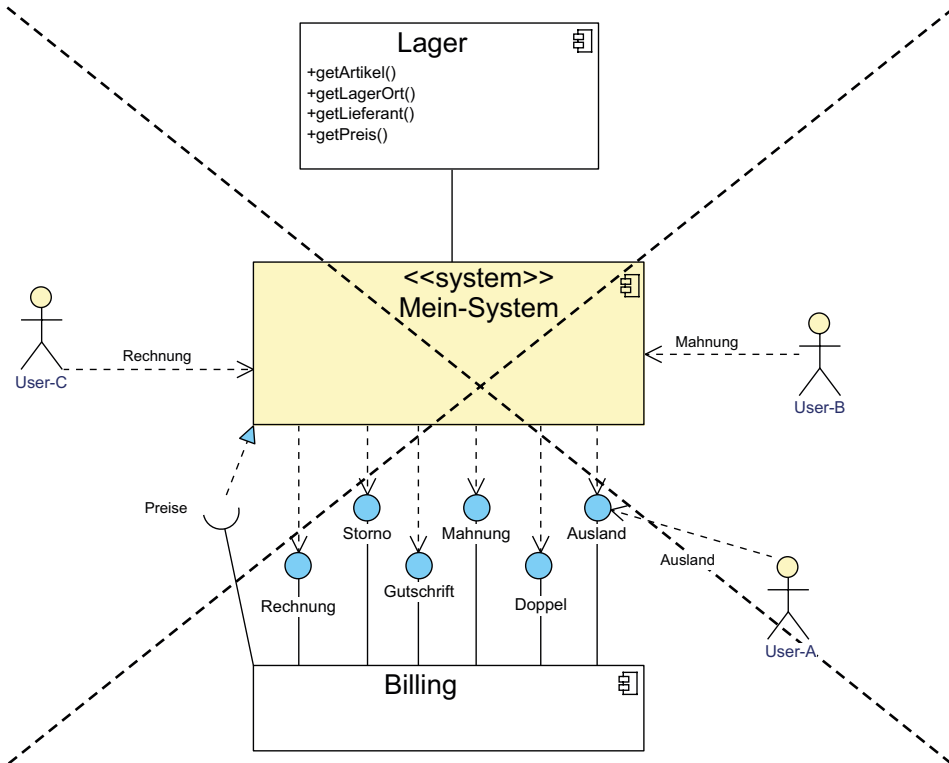 Lager
+getArtikel()
+getLagerOrt()
+getLieferant()
+getPreis()
<<system>>
Mein-System
Rechnung
User-C
Mahnung
User-B
Preise
Storno
Mahnung
Ausland
Rechnung
Gutschrift
Doppel
Ausland
User-A
Billing